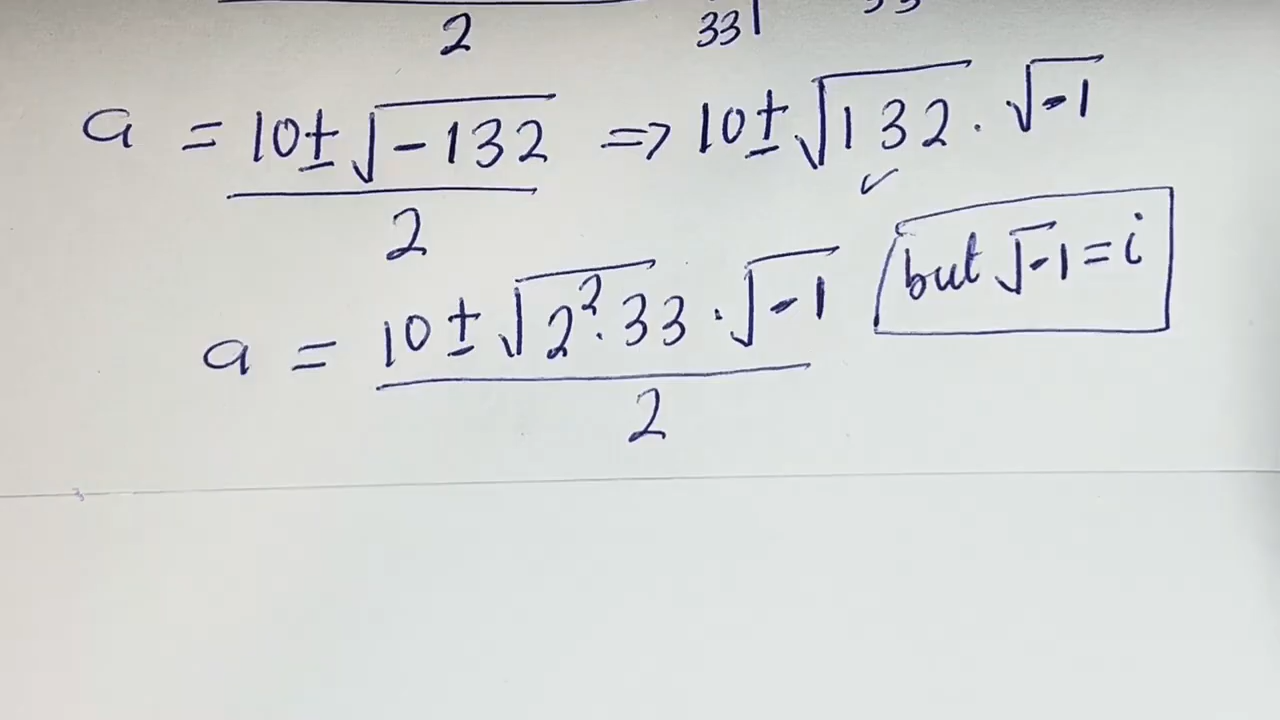 2 33
a = 10±√-132 / 2 => 10±√132 . √-1
✓
but √-1 = i
a = 10±√2².33 . √-1 / 2